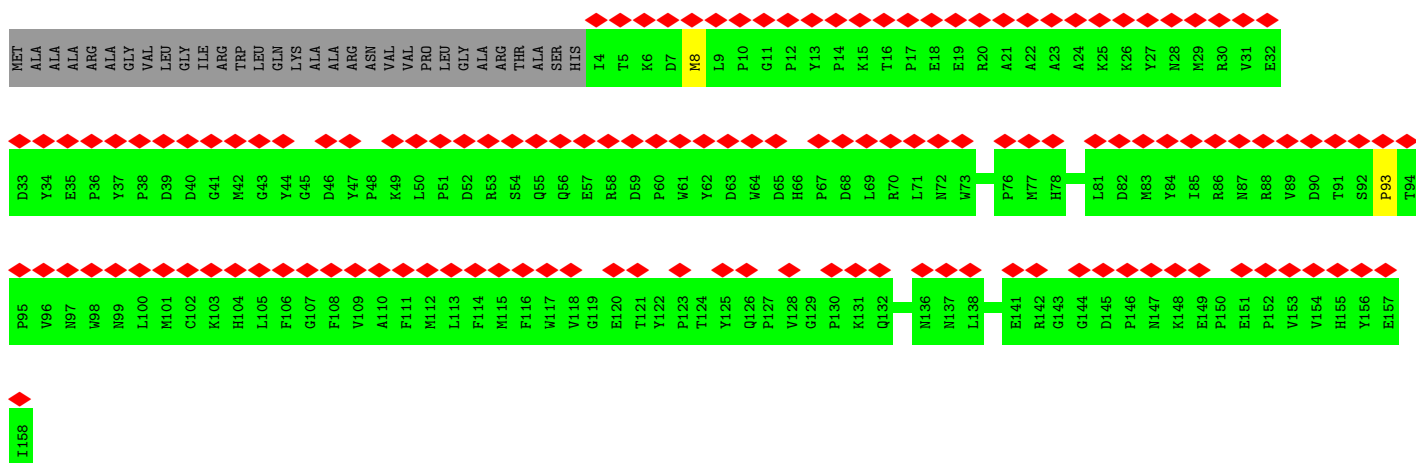 MET ALA ALA ALA ARG ALA GLY VAL LEU GLY ILE ARG TRP LEU GLN LYS ALA ALA ARG ASN VAL VAL PRO LEU GLY ALA ARG THR ALA SER HIS I4 T5 K6 D7 M8 L9 P10 G11 P12 Y13 P14 K15 T16 P17 E18 E19 R20 A21 A22 A23 A24 K25 K26 Y27 N28 M29 R30 V31 E32
D33 Y34 E35 P36 Y37 P38 D39 D40 G41 M42 G43 Y44 G45 D46 Y47 P48 K49 L50 P51 D52 R53 S54 Q55 Q56 E57 R58 D59 P60 W61 Y62 D63 W64 D65 H66 P67 D68 L69 R70 L71 N72 W73 P76 M77 H78 L81 D82 M83 Y84 I85 R86 N87 R88 V89 D90 T91 S92 P93 T94
P95 V96 N97 W98 N99 L100 M101 C102 K103 H104 L105 F106 G107 F108 V109 A110 F111 M112 L113 F114 M115 F116 W117 V118 G119 E120 T121 Y122 P123 T124 Y125 Q126 P127 V128 G129 P130 K131 Q132 N136 N137 L138 E141 R142 G143 G144 D145 P146 N147 K148 E149 P150 E151 P152 V153 V154 H155 Y156 E157
I158